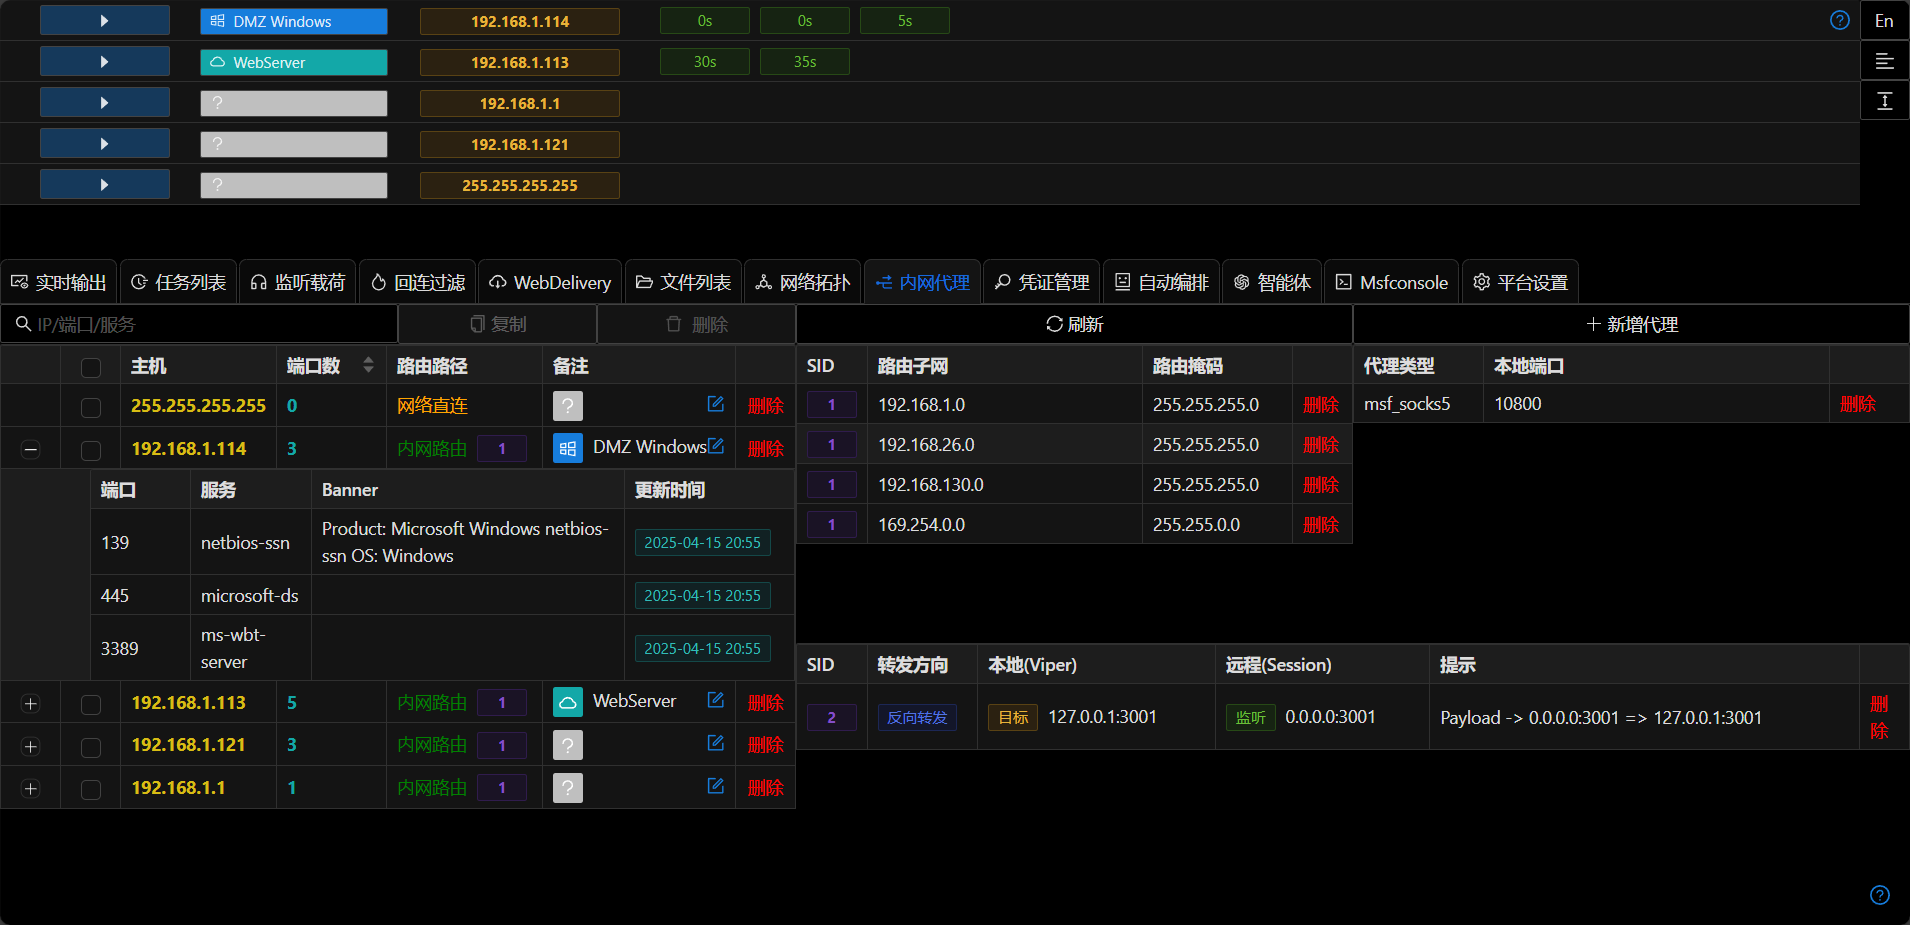 DMZ Windows 192.168.1.114 0s 0s 5s En
WebServer 192.168.1.113 30s 35s
? 192.168.1.1
? 192.168.1.121
? 255.255.255.255
实时输出 任务列表 监听载荷 回连过滤 WebDelivery 文件列表 网络拓扑 内网代理 凭证管理 自动编排 智能体 Msfconsole 平台设置
IP/端口/服务 复制 删除 刷新 新增代理
主机 端口数 路由路径 备注
255.255.255.255 0 网络直连 ? 删除
192.168.1.114 3 内网路由 1 DMZ Windows 删除
端口 服务 Banner 更新时间
139 netbios-ssn Product: Microsoft Windows netbios-
ssn OS: Windows 2025-04-15 20:55
445 microsoft-ds 2025-04-15 20:55
3389 ms-wbt-
server 2025-04-15 20:55
192.168.1.113 5 内网路由 1 WebServer 删除
192.168.1.121 3 内网路由 1 ? 删除
192.168.1.1 1 内网路由 1 ? 删除
SID 路由子网 路由掩码
1 192.168.1.0 255.255.255.0 删除
1 192.168.26.0 255.255.255.0 删除
1 192.168.130.0 255.255.255.0 删除
1 169.254.0.0 255.255.0.0 删除
代理类型 本地端口
msf_socks5 10800 删除
SID 转发方向 本地(Viper) 远程(Session) 提示
2 反向转发 目标 127.0.0.1:3001 监听 0.0.0.0:3001 Payload -> 0.0.0.0:3001 => 127.0.0.1:3001 删
除